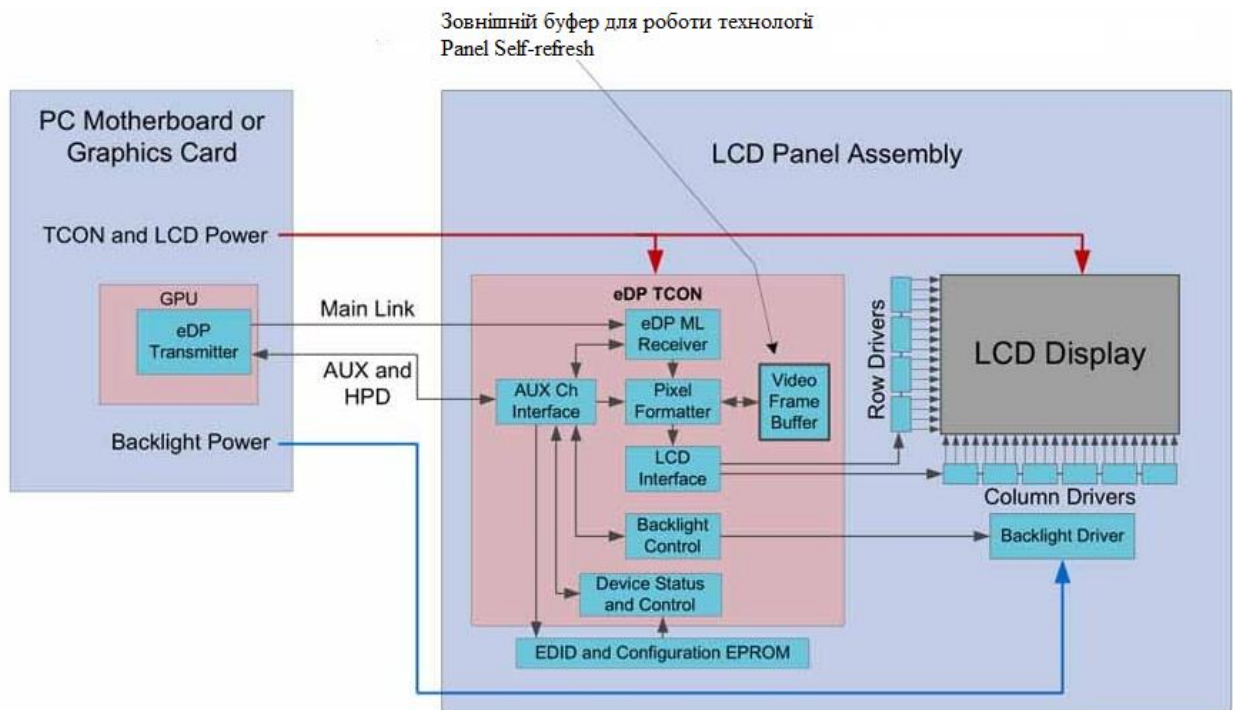 Зовнішній буфер для роботи технології
Panel Self-refresh
PC Motherboard or
Graphics Card
LCD Panel Assembly
TCON and LCD Power
GPU
eDP
Transmitter
Main Link
AUX and
HPD
Backlight Power
eDP TCON
eDP ML
Receiver
AUX Ch
Interface
Pixel
Formatter
Video
Frame
Buffer
LCD
Interface
Backlight
Control
Device Status
and Control
EDID and Configuration EPROM
Row Drivers
LCD Display
Column Drivers
Backlight Driver